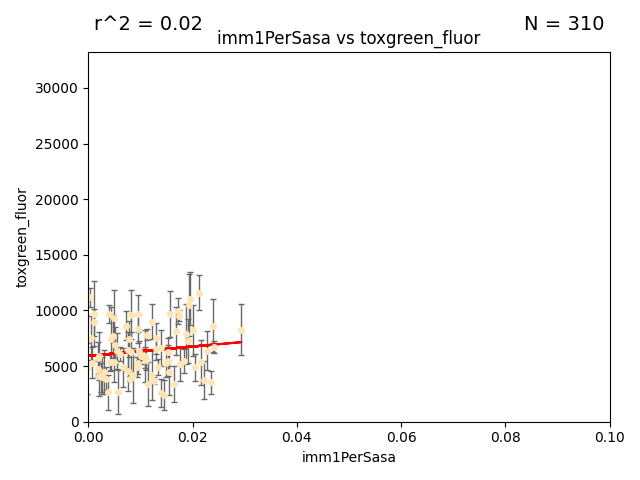 r^2 = 0.02
N = 310
imm1PerSasa vs toxgreen_fluor
30000
25000
20000
15000
10000
5000
0
toxgreen_fluor
0.00
0.02
0.04
0.06
0.08
0.10
imm1PerSasa